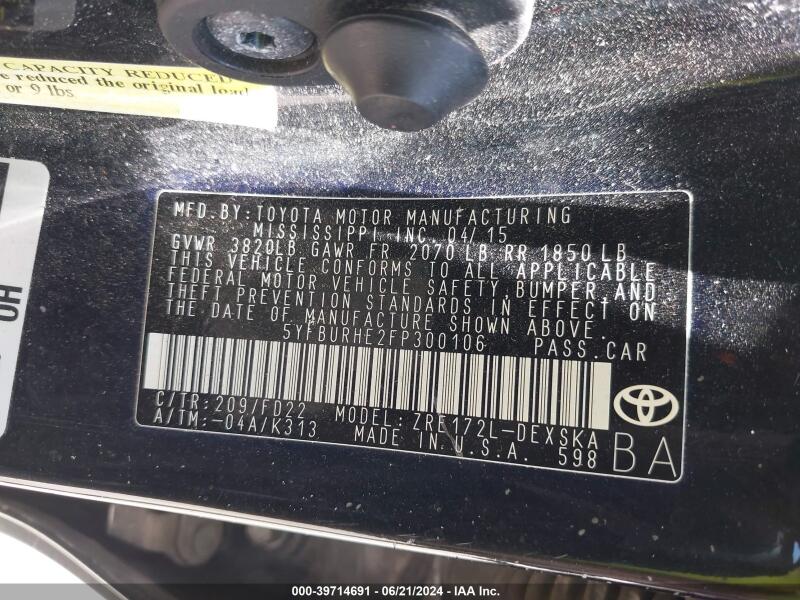 CAPACITY REDUCED
reduced the original load
or 9 lbs
HO
MFD.BY:TOYOTA MOTOR MANUFACTURING
MISSISSIPPI,INC. 04/15
GVWR 3820LB GAWR FR 2070 LB RR 1850 LB
THIS VEHICLE CONFORMS TO ALL APPLICABLE
FEDERAL MOTOR VEHICLE SAFETY BUMPER AND
THEFT PREVENTION STANDARDS IN EFFECT ON
THE DATE OF MANUFACTURE SHOWN ABOVE.
5YFBURHE2FP300106 PASS.CAR
C/TR:209/FD22 MODEL:ZRE172L-DEXSKA
A/TM:-04A/K313 MADE IN U.S.A. 598
BA
000-39714691 - 06/21/2024 - IAA Inc.